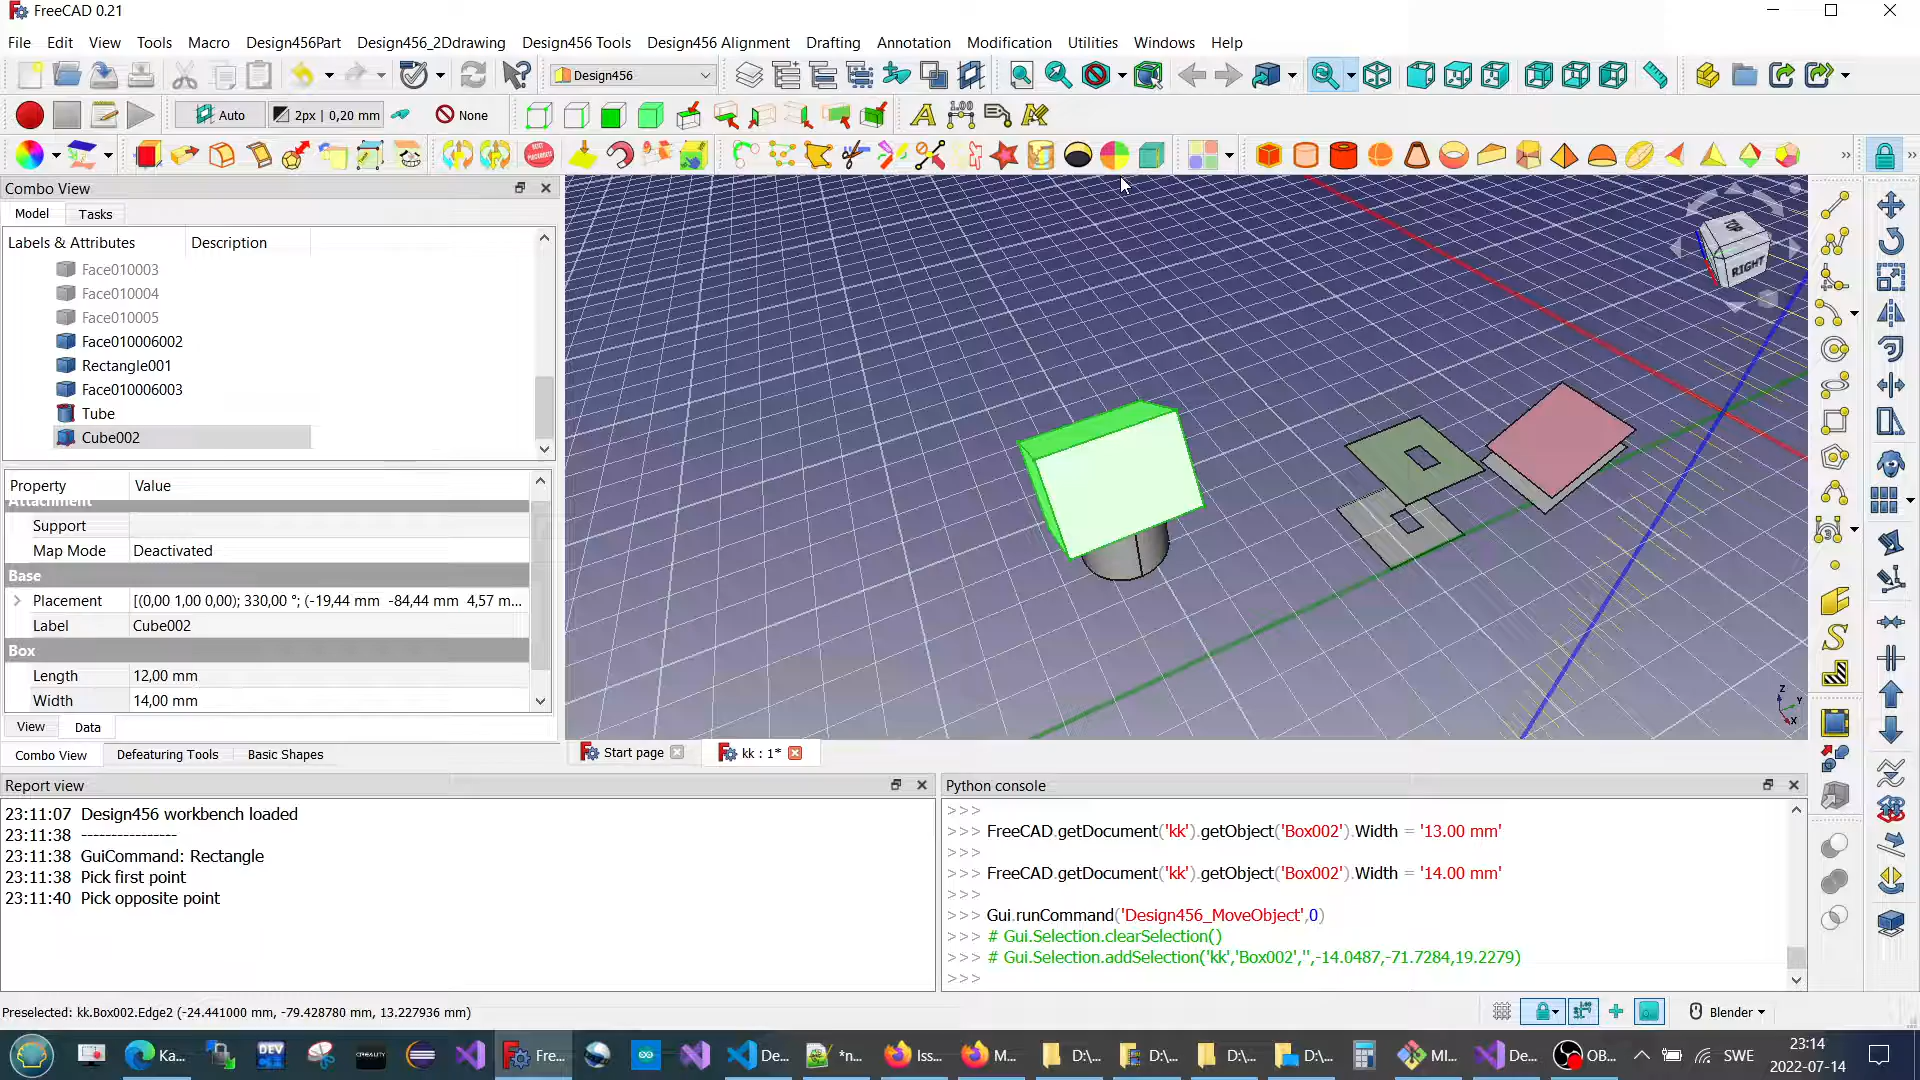 FreeCAD 0.21
File Edit View Tools Macro Design456Part Design456_2Ddrawing Design456 Tools Design456 Alignment Drafting Annotation Modification Utilities Windows Help
Design456
Auto 2px | 0,20 mm None
1.00
Combo View
Model Tasks
Labels & Attributes Description
Face010003
Face010004
Face010005
Face010006002
Rectangle001
Face010006003
Tube
Cube002
Property Value
Attachment
Support
Map Mode Deactivated
Base
Placement [(0,00 1,00 0,00); 330,00 °; (-19,44 mm -84,44 mm 4,57 m...
Label Cube002
Box
Length 12,00 mm
Width 14,00 mm
View Data
Combo View Defeaturing Tools Basic Shapes
RIGHT
Z
Y
X
Start page kk : 1*
Report view
23:11:07 Design456 workbench loaded
23:11:38 ----------------
23:11:38 GuiCommand: Rectangle
23:11:38 Pick first point
23:11:40 Pick opposite point
Python console
>>>
>>> FreeCAD.getDocument('kk').getObject('Box002').Width = '13.00 mm'
>>>
>>> FreeCAD.getDocument('kk').getObject('Box002').Width = '14.00 mm'
>>>
>>> Gui.runCommand('Design456_MoveObject',0)
>>> # Gui.Selection.clearSelection()
>>> # Gui.Selection.addSelection('kk','Box002','',-14.0487,-71.7284,19.2279)
>>>
Preselected: kk.Box002.Edge2 (-24.441000 mm, -79.428780 mm, 13.227936 mm)
Blender
Ka... DEV Fre... De... *n... Iss... M... D:\... D:\... D:\... D:\... MI... De... OB... SWE
23:14
2022-07-14